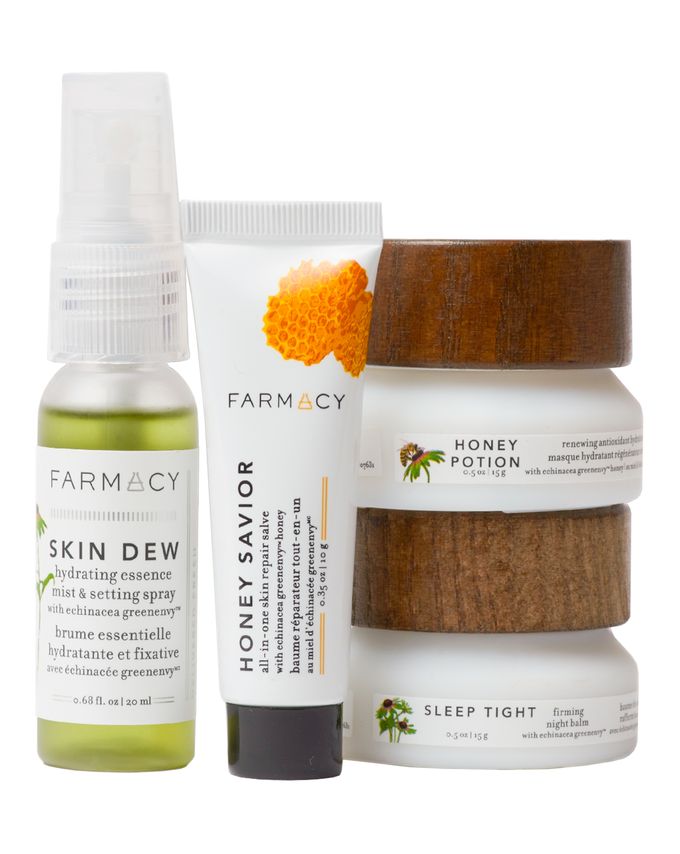 FARMACY
SKIN DEW
hydrating essence
mist & setting spray
with echinacea greenenvy™
brume essentielle
hydratante et fixative
avec échinacée greenenvyᴹᶜ
0.68 fl. oz | 20 ml
FARMACY
HONEY SAVIOR
all-in-one skin repair salve
with echinacea greenenvy™ honey
baume réparateur tout-en-un
au miel d'échinacée greenenvyᴹᶜ
0.35 oz | 10 g
HONEY
POTION
0.5 oz | 15 g
renewing antioxidant
masque hydratant
with echinacea greenenvy™ honey
SLEEP TIGHT
0.5 oz | 15 g
firming
night balm
with echinacea greenenvy™